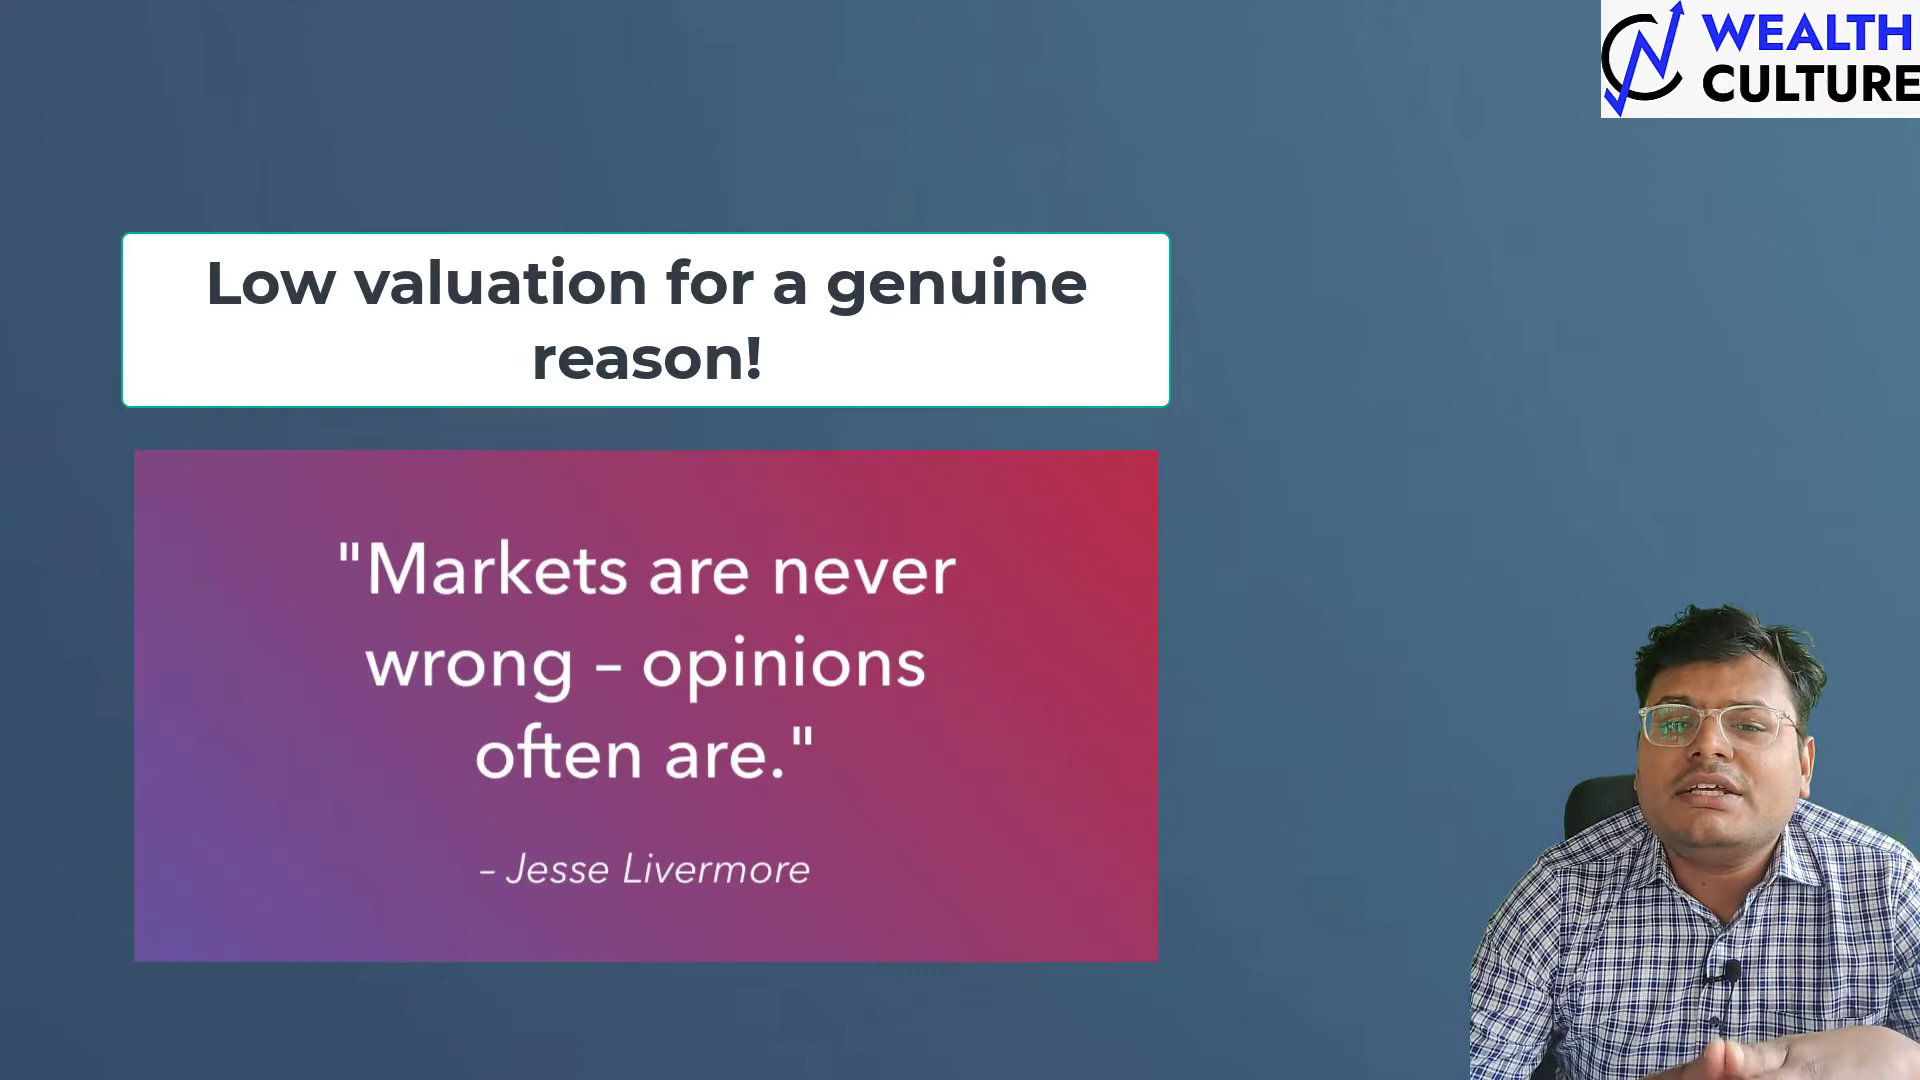 WEALTH
CULTURE
Low valuation for a genuine
reason!
"Markets are never
wrong – opinions
often are."
– Jesse Livermore